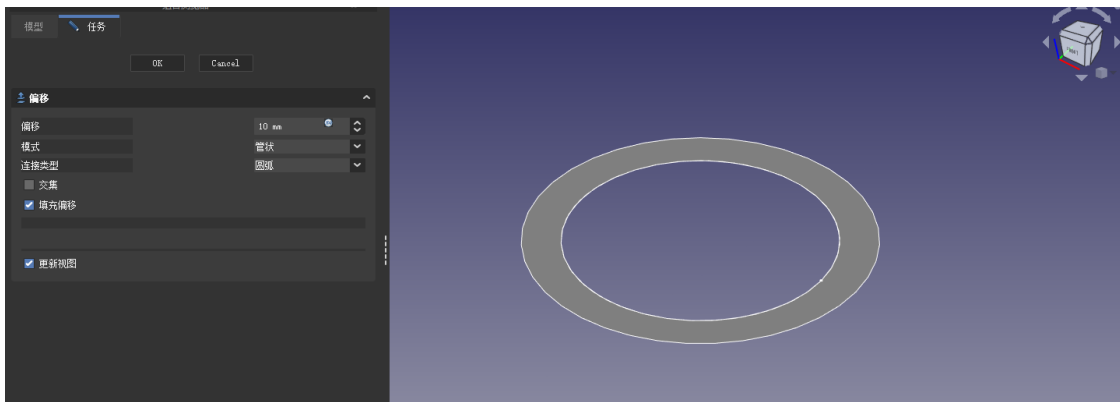 模型 任务
OK Cancel
偏移
偏移 10 mm
模式 管状
连接类型 圆弧
交集
填充偏移
更新视图